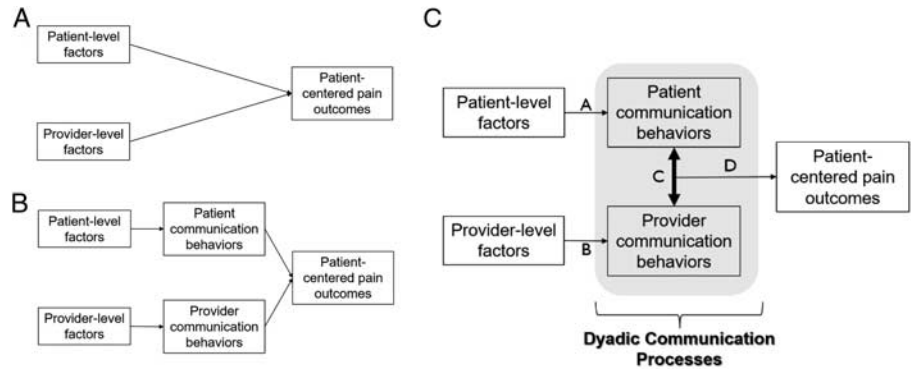 A
Patient-level
factors
Patient-
centered pain
outcomes
Provider-level
factors
B
Patient-level
factors
Patient
communication
behaviors
Patient-
centered pain
outcomes
Provider-level
factors
Provider
communication
behaviors
C
Patient-level
factors
A
Patient
communication
behaviors
C
D
Patient-
centered pain
outcomes
Provider-level
factors
B
Provider
communication
behaviors
Dyadic Communication
Processes